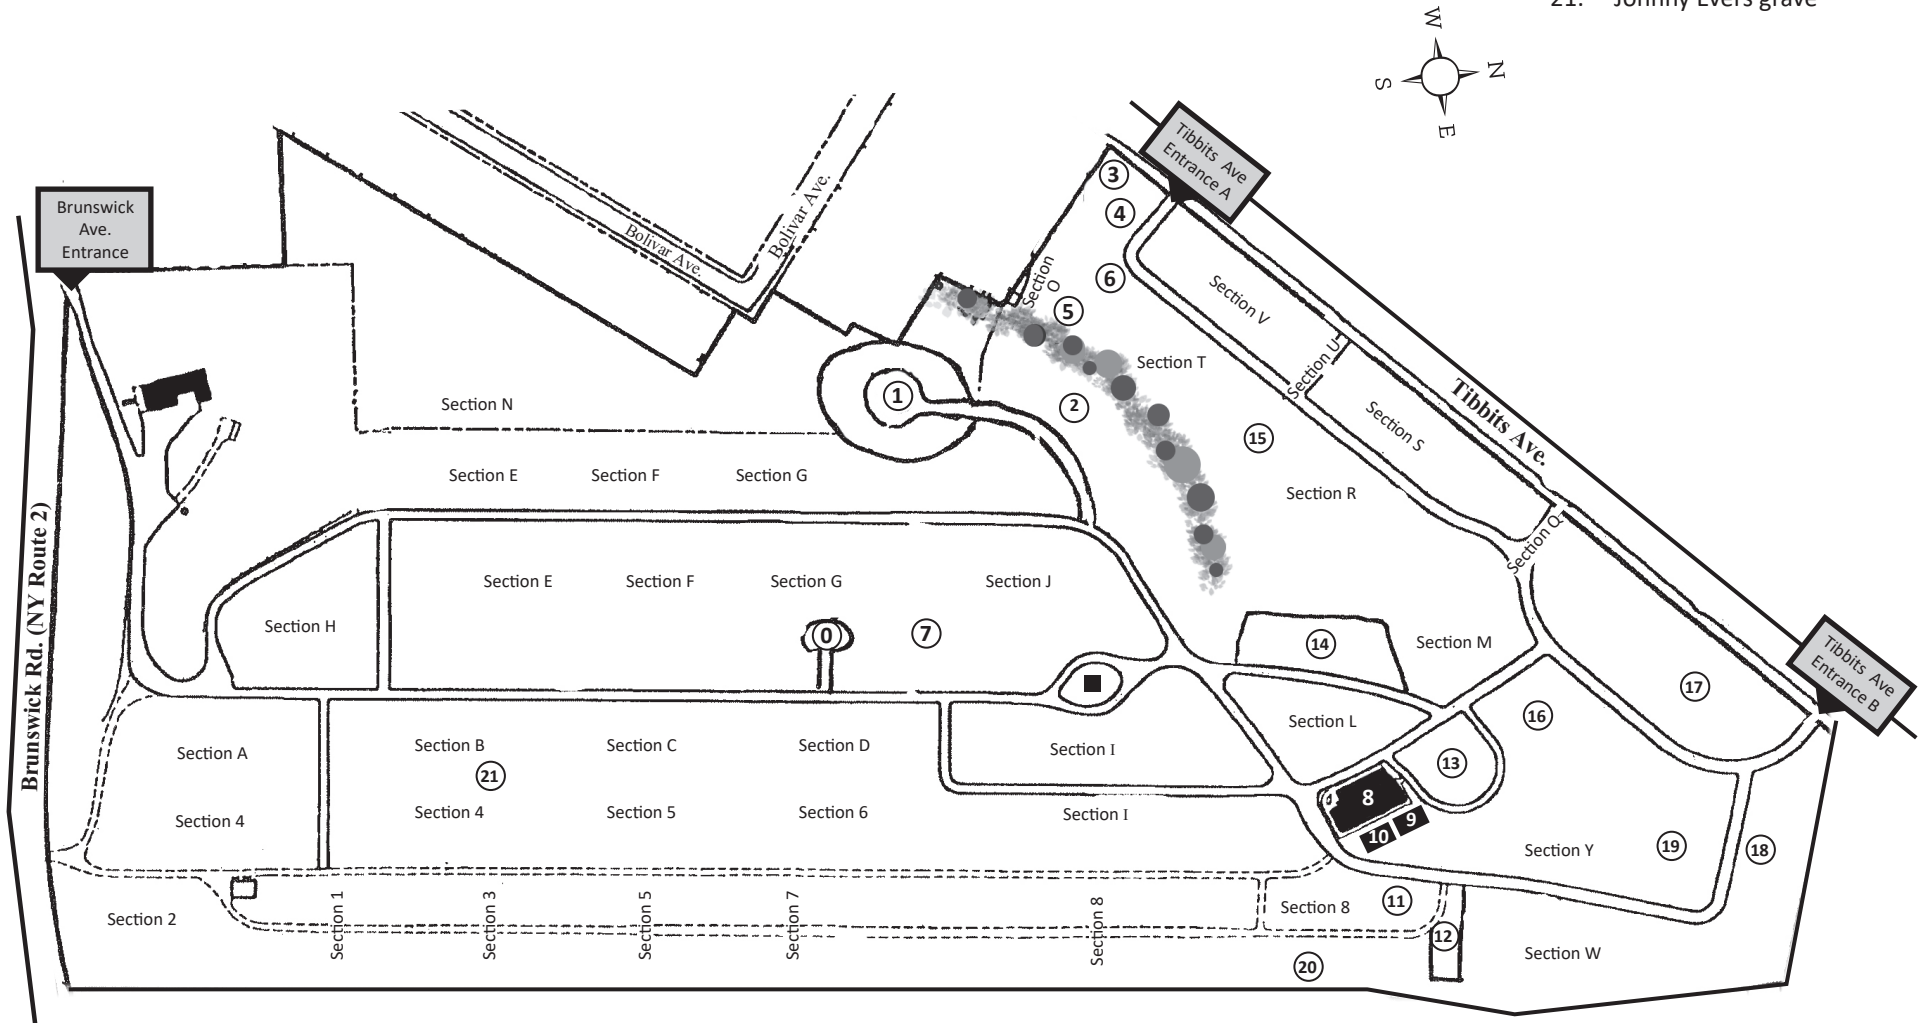 21. Johnny Evers grave
W
N
S
E
Tibbits Ave
Entrance A
3
4
Brunswick
Ave.
Entrance
Bolivar Ave.
Bolivar Ave.
Section
O
6
5
Section V
Section T
Section U
Tibbits Ave.
1
2
Section N
15
Section S
Section E
Section F
Section G
Section R
Section Q
Brunswick Rd. (NY Route 2)
Section E
Section F
Section G
Section J
Section H
0
7
14
Section M
Tibbits Ave
Entrance B
17
16
Section L
Section A
Section B
Section C
Section D
Section I
13
21
8
9
10
Section 4
Section 4
Section 5
Section 6
Section I
Section Y
19
18
Section 2
Section 1
Section 3
Section 5
Section 7
Section 8
Section 8
11
12
20
Section W